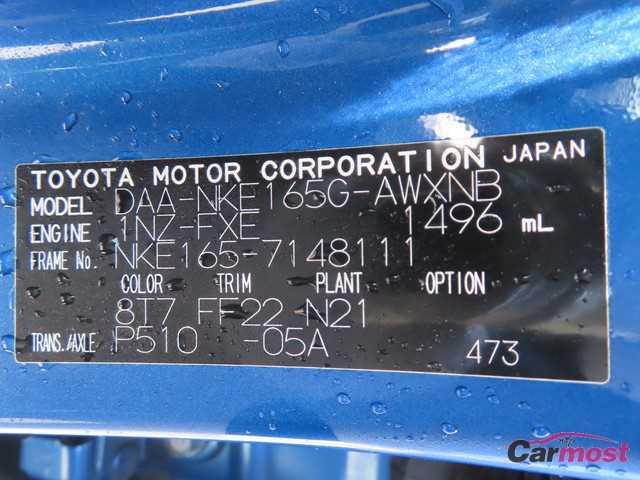 TOYOTA MOTOR CORPORATION JAPAN
MODEL DAA-NKE165G-AWXNB
ENGINE 1NZ-FXE 1496 mL
FRAME No. NKE165-7148111
COLOR TRIM PLANT OPTION
8T7 FF22 N21
TRANS./AXLE P510 -05A 473
Carmost